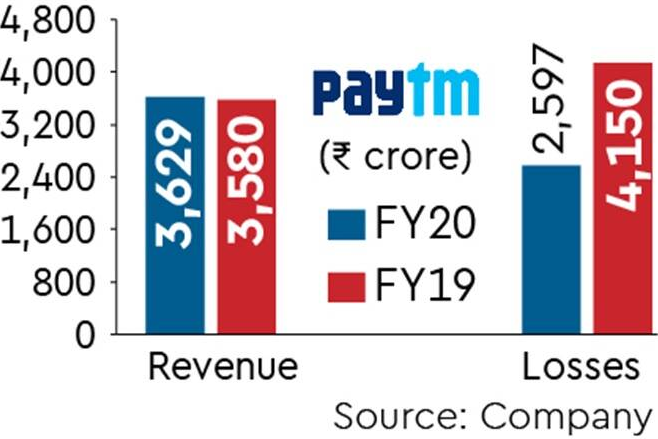 4,800
4,000
3,200
2,400
1,600
800
0
3,629
3,580
paytm
(₹ crore)
FY20
FY19
2,597
4,150
Revenue
Losses
Source: Company